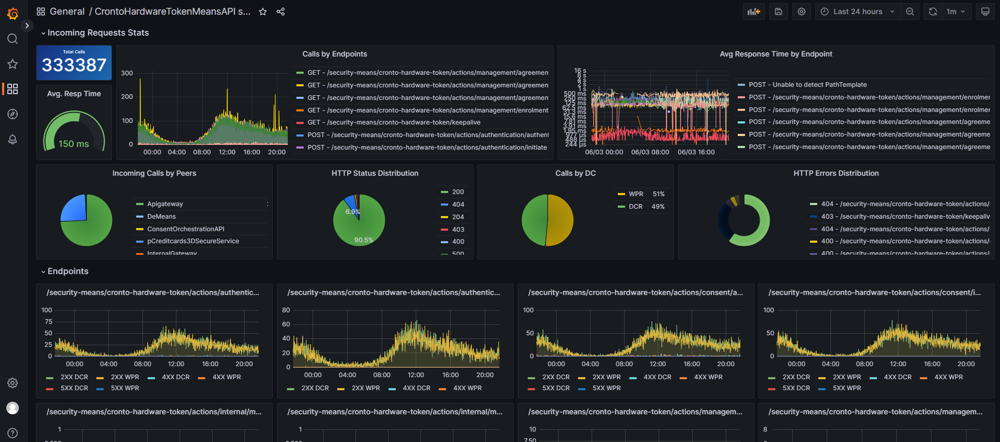 General / CrontoHardwareTokenMeansAPI s...
Last 24 hours
1m
Incoming Requests Stats
Total Calls
333387
Avg. Resp Time
150 ms
Calls by Endpoints
300
200
100
0
00:00 04:00 08:00 12:00 16:00 20:00
GET - /security-means/cronto-hardware-token/actions/management/agreemen
GET - /security-means/cronto-hardware-token/actions/management/agreemen
GET - /security-means/cronto-hardware-token/actions/management/agreemen
GET - /security-means/cronto-hardware-token/actions/management/enrolment
GET - /security-means/cronto-hardware-token/keepalive
POST - /security-means/cronto-hardware-token/actions/authentication/authent
POST - /security-means/cronto-hardware-token/actions/authentication/initiate
Avg Response Time by Endpoint
16 s
8 s
4 s
2 s
1 s
500 ms
250 ms
125 ms
62.5 ms
31.3 ms
15.6 ms
7.81 ms
3.91 ms
1.95 ms
977 µs
488 µs
244 µs
06/03 00:00 06/03 08:00 06/03 16:00
POST - Unable to detect PathTemplate
POST - /security-means/cronto-hardware-token/actions/management/enrolmer
POST - /security-means/cronto-hardware-token/actions/management/enrolmer
POST - /security-means/cronto-hardware-token/actions/management/agreeme
POST - /security-means/cronto-hardware-token/actions/management/agreeme
POST - /security-means/cronto-hardware-token/actions/management/agreeme
Incoming Calls by Peers
Apigateway
DeMeans
ConsentOrchestrationAPI
pCreditcards3DSecureService
InternalGateway
HTTP Status Distribution
6.9%
90.5%
200
404
204
403
400
500
Calls by DC
WPR 51%
DCR 49%
HTTP Errors Distribution
404 - /security-means/cronto-hardware-token/actions/
403 - /security-means/cronto-hardware-token/keepaliv
404 - /security-means/cronto-hardware-token/actions/
400 - /security-means/cronto-hardware-token/actions/
400 - /security-means/cronto-hardware-token/actions/
Endpoints
/security-means/cronto-hardware-token/actions/authentic...
100
75
50
25
0
00:00 04:00 08:00 12:00 16:00 20:00
2XX DCR 2XX WPR 4XX DCR 4XX WPR
5XX DCR 5XX WPR
/security-means/cronto-hardware-token/actions/authentic...
80
60
40
20
0
00:00 04:00 08:00 12:00 16:00 20:00
2XX DCR 2XX WPR 4XX DCR 4XX WPR
/security-means/cronto-hardware-token/actions/consent/a...
100
50
0
00:00 04:00 08:00 12:00 16:00 20:00
2XX DCR 2XX WPR 4XX DCR 4XX WPR
5XX DCR 5XX WPR
/security-means/cronto-hardware-token/actions/consent/i...
100
50
0
00:00 04:00 08:00 12:00 16:00 20:00
2XX DCR 2XX WPR 4XX DCR 4XX WPR
5XX DCR 5XX WPR
/security-means/cronto-hardware-token/actions/internal/m...
1
/security-means/cronto-hardware-token/actions/internal/m...
1
/security-means/cronto-hardware-token/actions/managem...
10
7.50
/security-means/cronto-hardware-token/actions/managem...
8